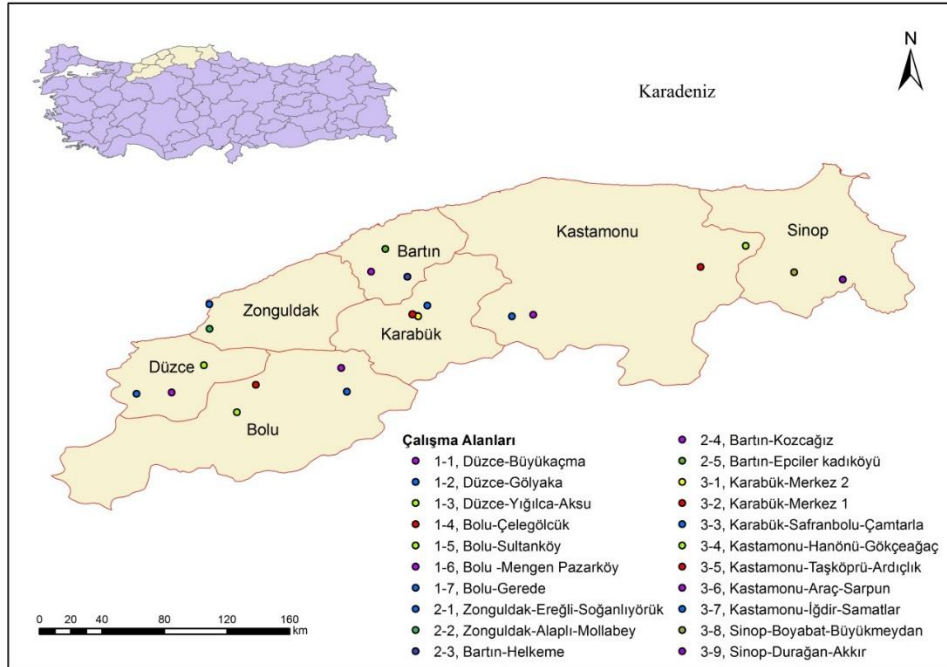 N
Karadeniz
Sinop
Kastamonu
Bartın
Zonguldak
Karabük
Düzce
Bolu
Çalışma Alanları
1-1, Düzce-Büyükaçma
1-2, Düzce-Gölyaka
1-3, Düzce-Yığılca-Aksu
1-4, Bolu-Çelegölcük
1-5, Bolu-Sultanköy
1-6, Bolu -Mengen Pazarköy
1-7, Bolu-Gerede
2-1, Zonguldak-Ereğli-Soğanlıyörük
2-2, Zonguldak-Alaplı-Mollabey
2-3, Bartın-Helkeme
2-4, Bartın-Kozcağız
2-5, Bartın-Epciler kadıköyü
3-1, Karabük-Merkez 2
3-2, Karabük-Merkez 1
3-3, Karabük-Safranbolu-Çamtarla
3-4, Kastamonu-Hanönü-Gökçeağaç
3-5, Kastamonu-Taşköprü-Ardıçlık
3-6, Kastamonu-Araç-Sarpun
3-7, Kastamonu-İğdir-Samatlar
3-8, Sinop-Boyabat-Büyükmeydan
3-9, Sinop-Durağan-Akkır
0 20 40 80 120 160
km